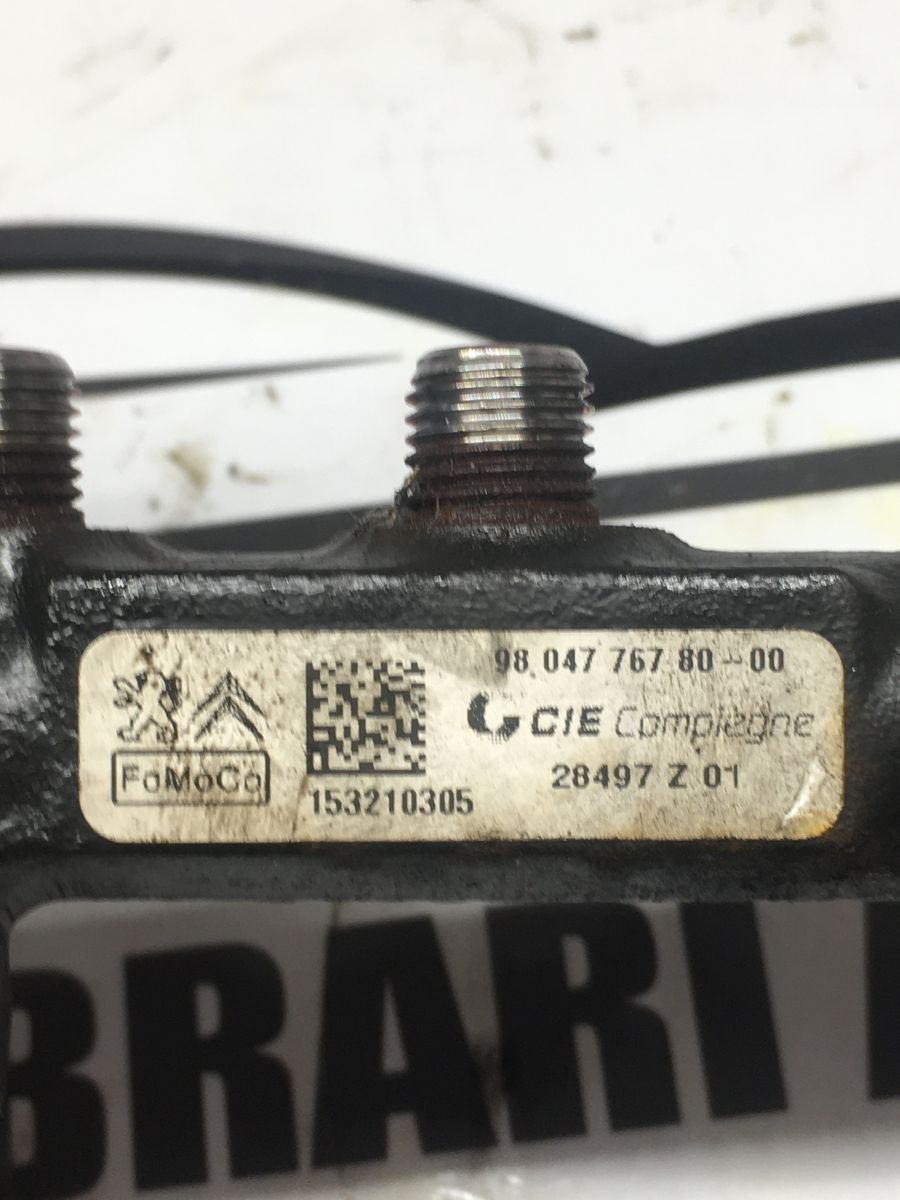 98 047 767 80-00
CIE Compiègne
28497 Z 01
FoMoCo
153210305
BRARI